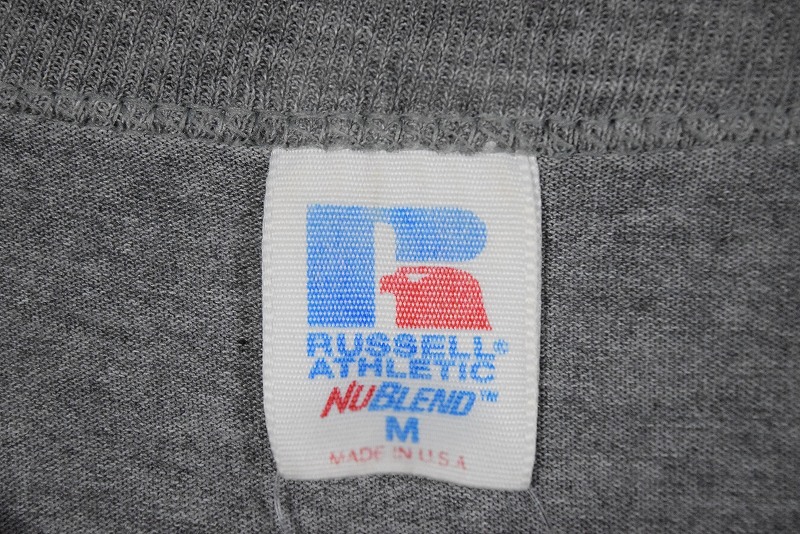 RUSSELL®
ATHLETIC
NUBLEND™
M
MADE IN U.S.A